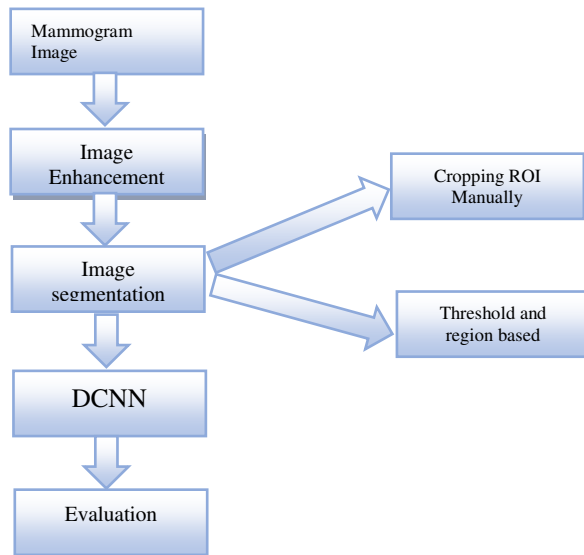 Mammogram
Image
Image
Enhancement
Cropping ROI
Manually
Image
segmentation
Threshold and
region based
DCNN
Evaluation